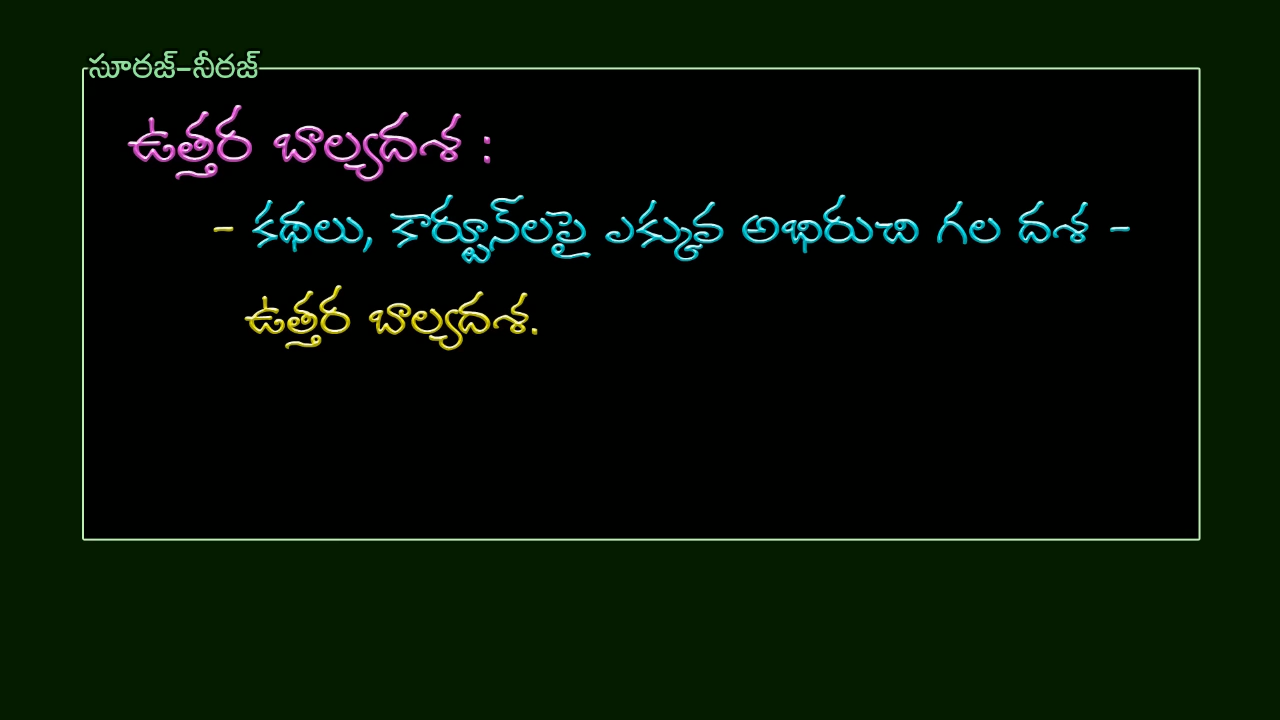 సూరజ్-నీరజ్
ఉత్తర బాల్యదశ :
- కథలు, కార్టూన్‌లపై ఎక్కువ అభిరుచి గల దశ -
ఉత్తర బాల్యదశ.